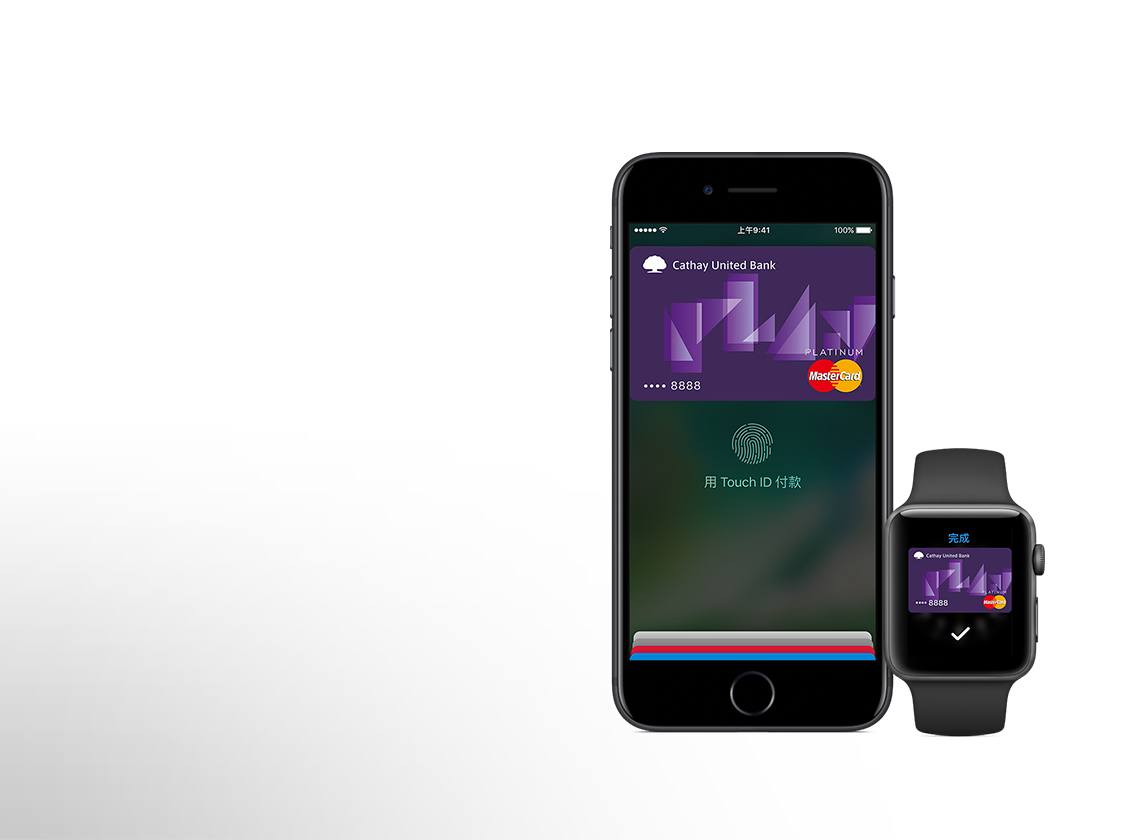 上午9:41
100%
Cathay United Bank
PLATINUM
MasterCard
•••• 8888
用 Touch ID 付款
完成
Cathay United Bank
PLATINUM
MasterCard
•••• 8888